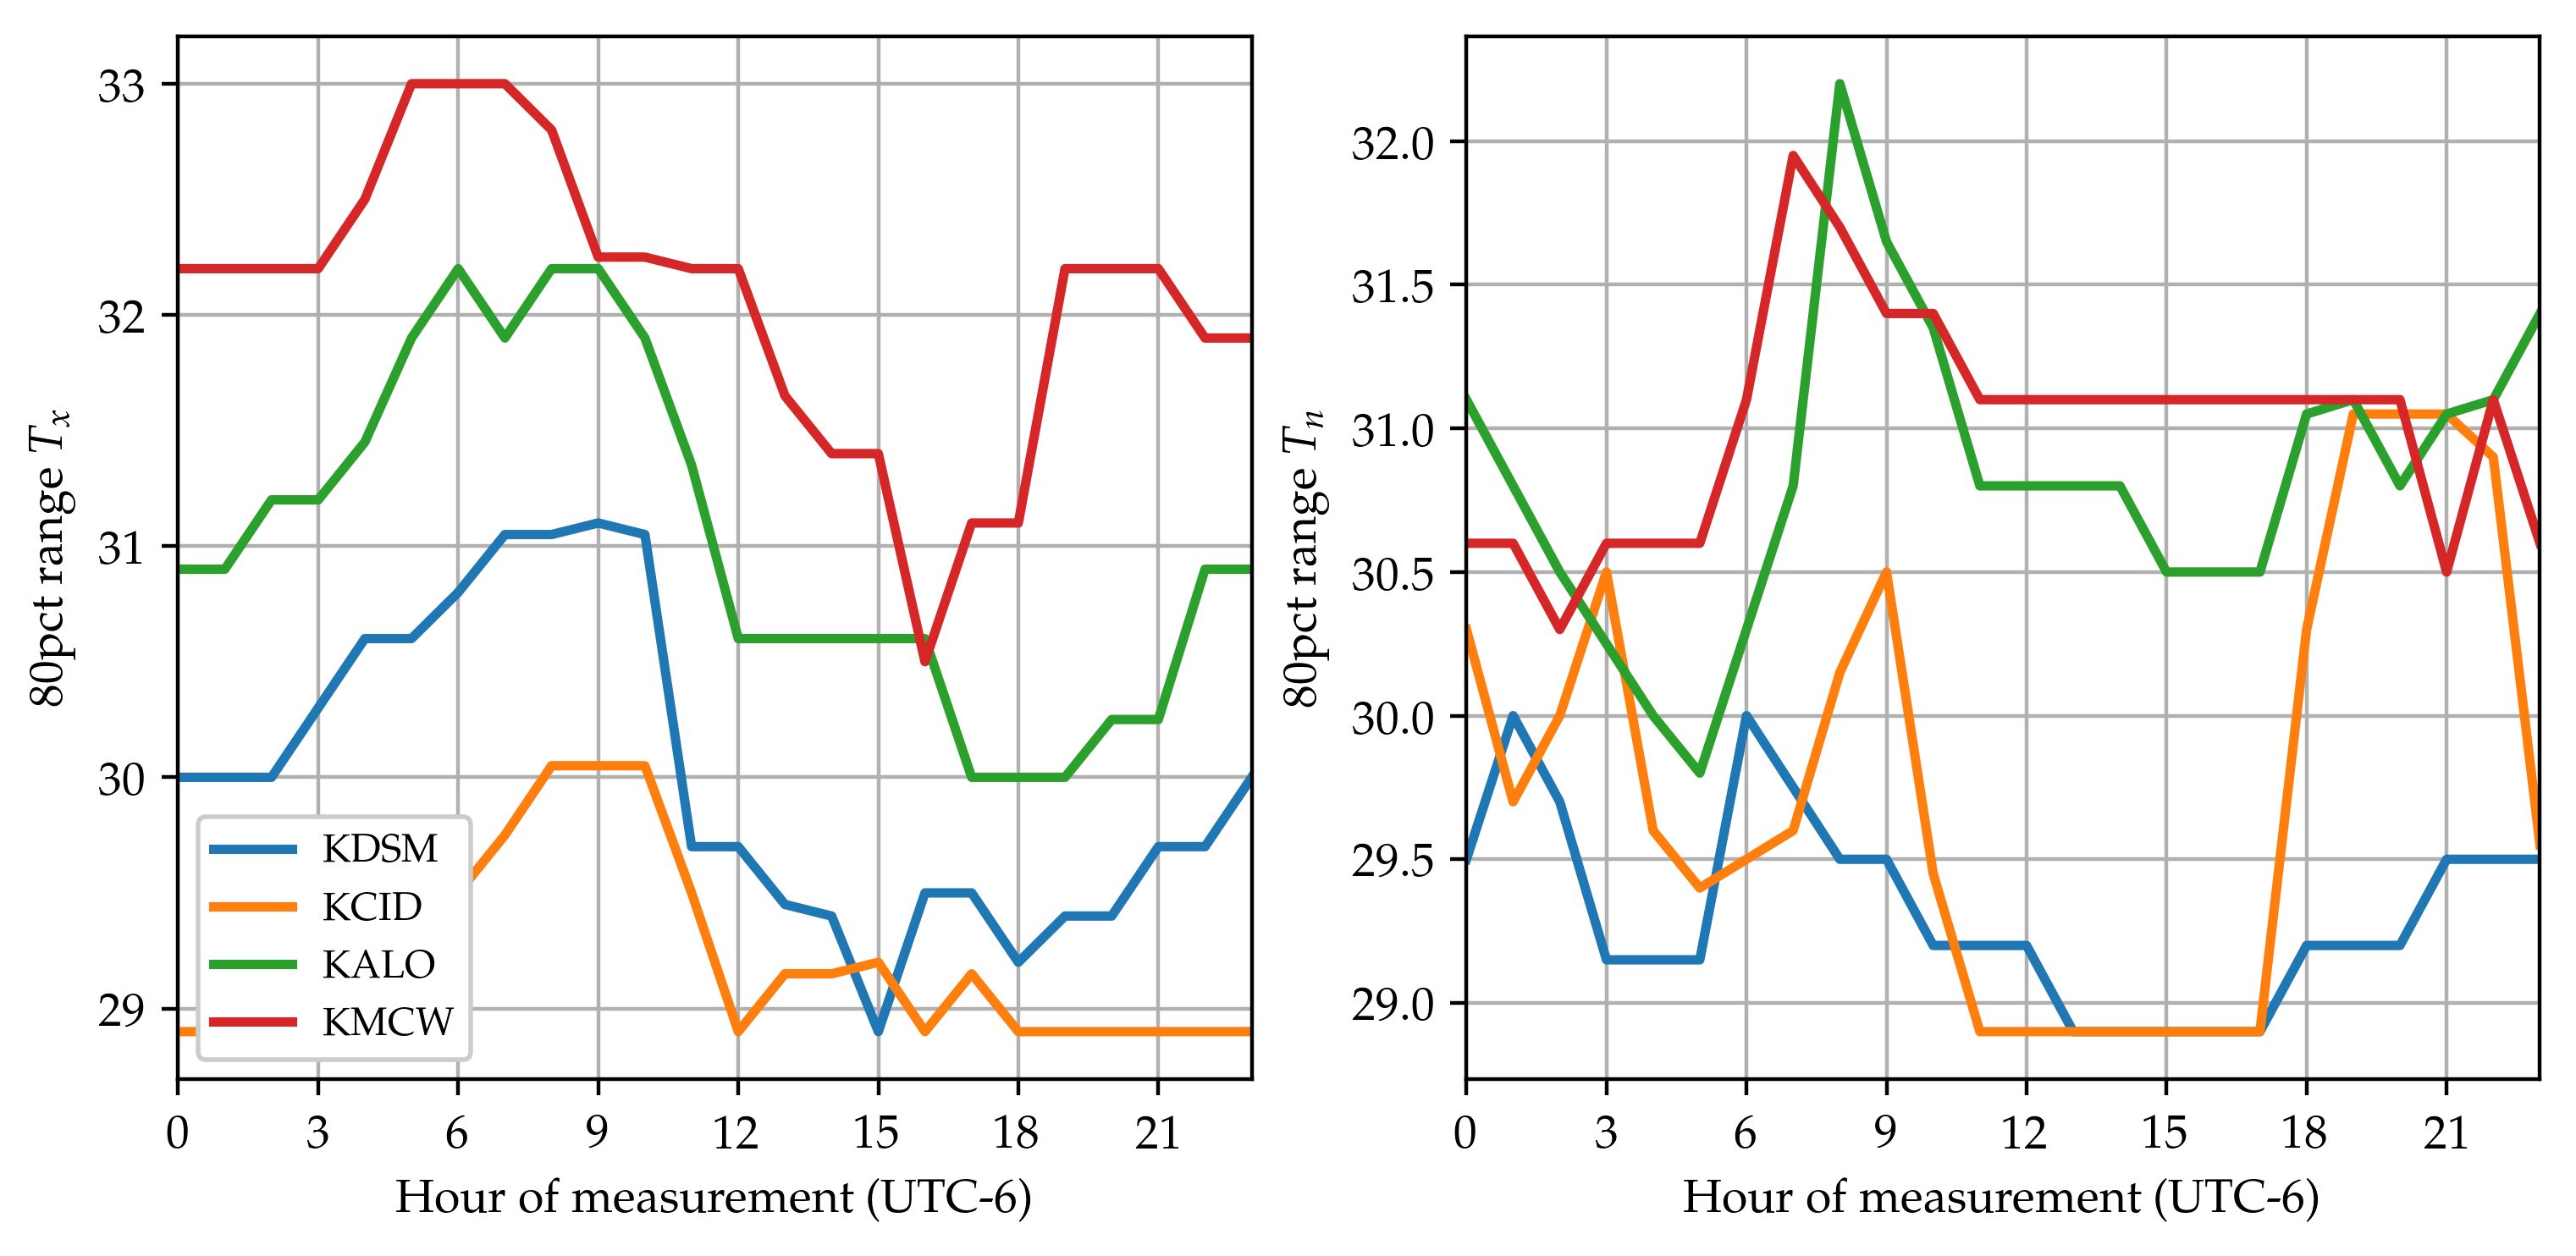 80pct range Tx
33
32
31
30
29
KDSM
KCID
KALO
KMCW
0 3 6 9 12 15 18 21
Hour of measurement (UTC-6)
80pct range Tn
32.0
31.5
31.0
30.5
30.0
29.5
29.0
0 3 6 9 12 15 18 21
Hour of measurement (UTC-6)